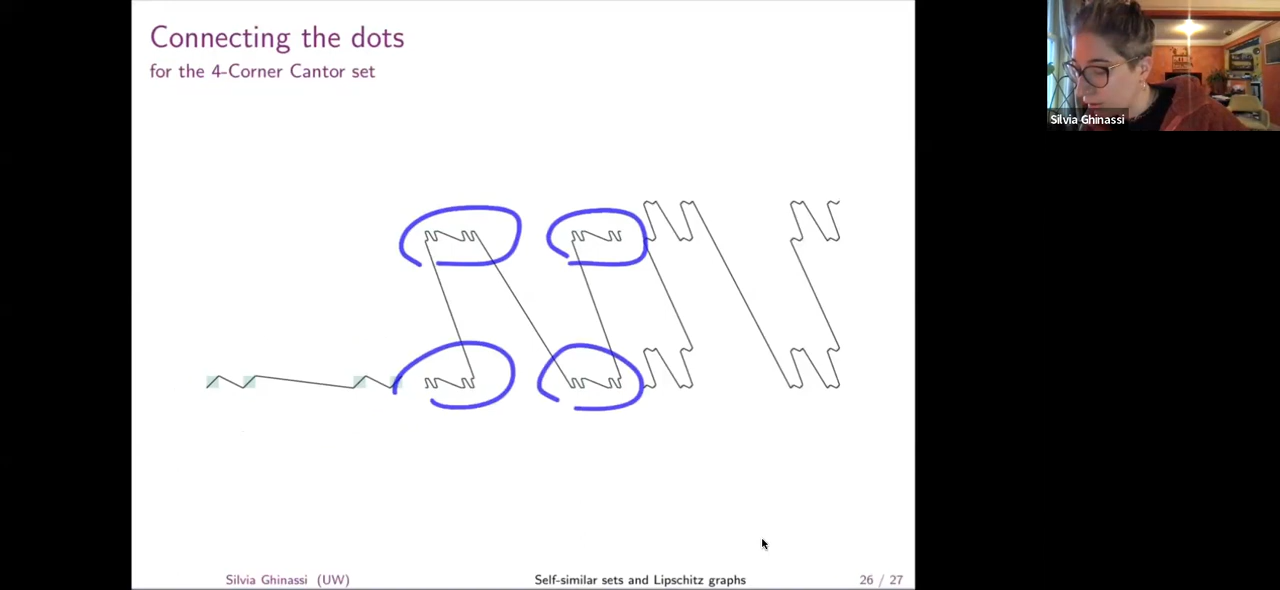 Connecting the dots
for the 4-Corner Cantor set
Silvia Ghinassi
Silvia Ghinassi (UW)
Self-similar sets and Lipschitz graphs
26 / 27